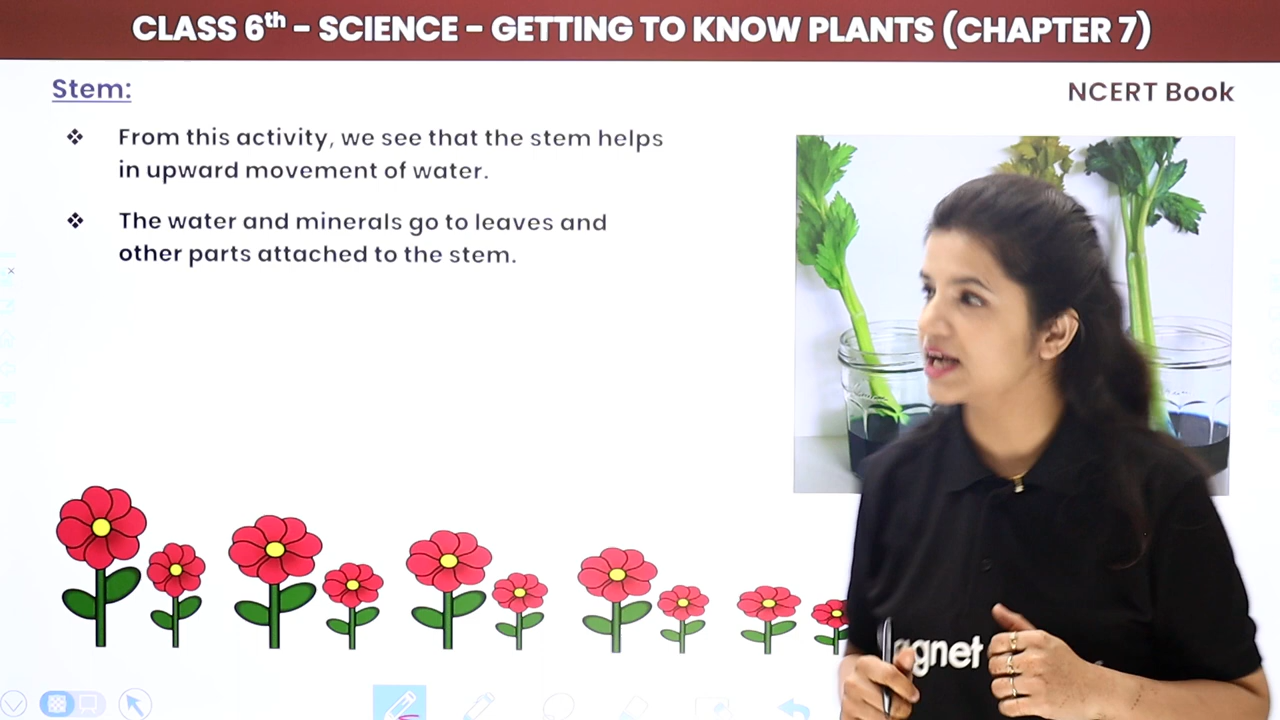 CLASS 6th – SCIENCE – GETTING TO KNOW PLANTS (CHAPTER 7)
Stem:
NCERT Book
❖ From this activity, we see that the stem helps
in upward movement of water.
❖ The water and minerals go to leaves and
other parts attached to the stem.
agnet